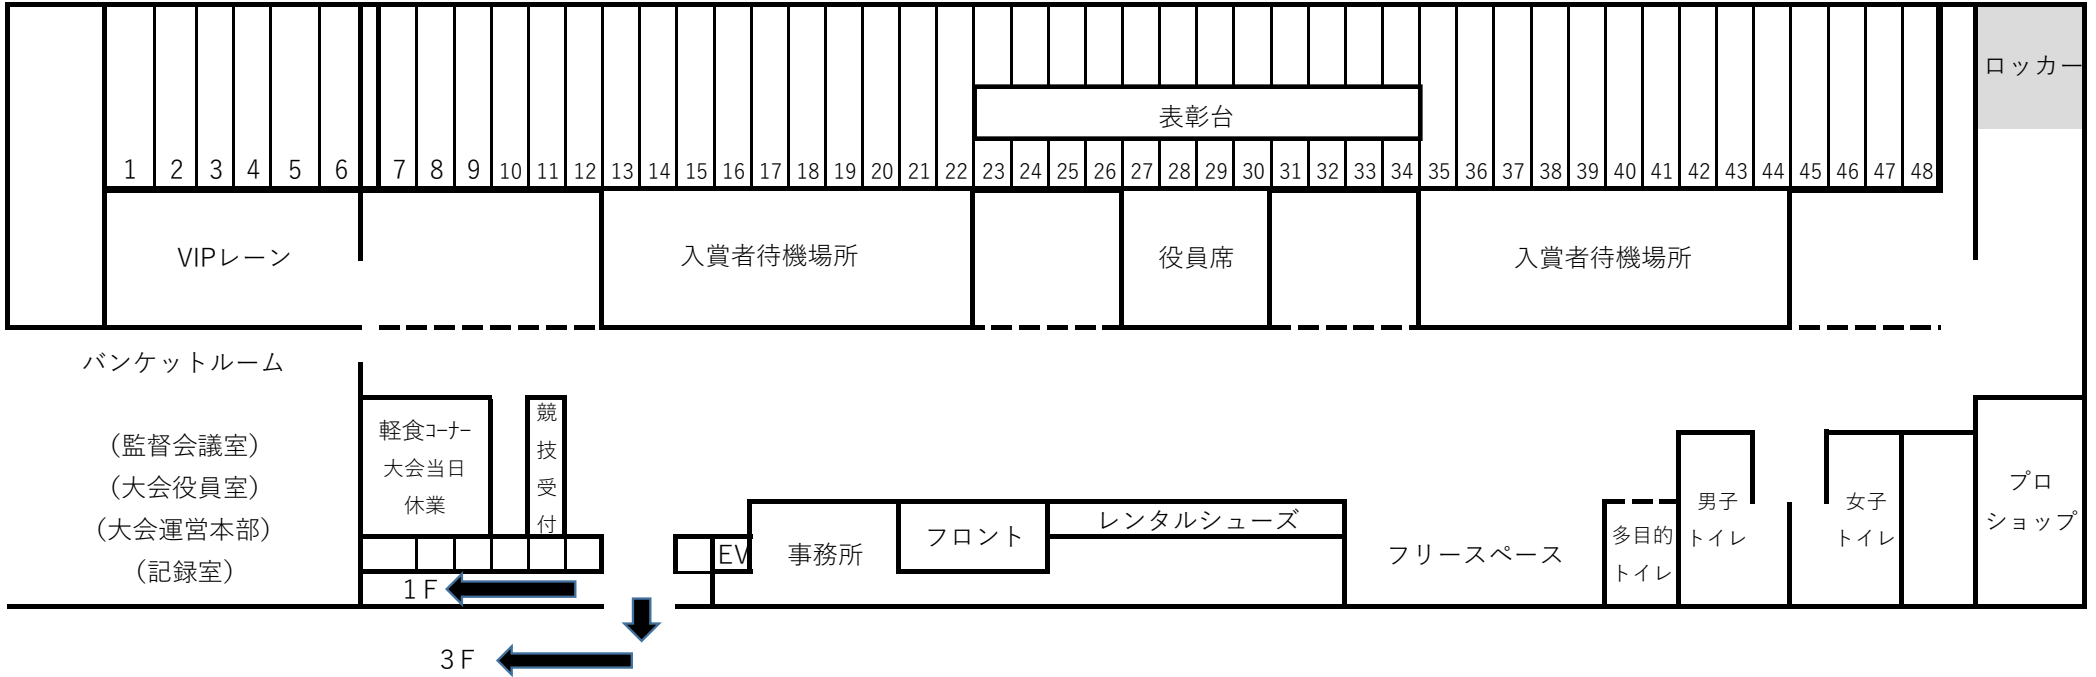 ロッカー
表彰台
1 2 3 4 5 6 7 8 9 10 11 12 13 14 15 16 17 18 19 20 21 22 23 24 25 26 27 28 29 30 31 32 33 34 35 36 37 38 39 40 41 42 43 44 45 46 47 48
VIPレーン
入賞者待機場所
役員席
入賞者待機場所
バンケットルーム
(監督会議室)
(大会役員室)
(大会運営本部)
(記録室)
軽食ｺｰﾅｰ
大会当日
休業
競技受付
EV
事務所
フロント
レンタルシューズ
フリースペース
多目的
トイレ
男子
トイレ
女子
トイレ
プロ
ショップ
1F
3F